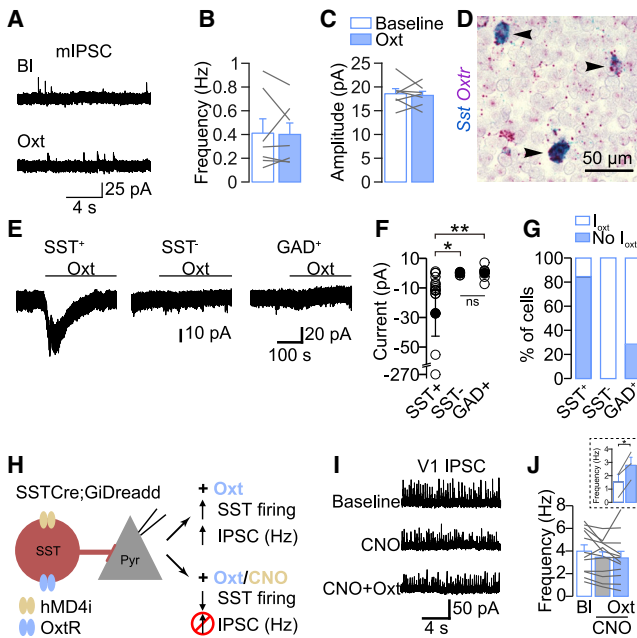 A
mIPSC
Bl
Oxt
25 pA
4 s
B
Frequency (Hz)
1
0.8
0.6
0.4
0.2
0
C
Baseline
Oxt
Amplitude (pA)
25
20
15
10
5
0
D
Sst Oxtr
50 µm
E
SST+ SST- GAD+
Oxt Oxt Oxt
10 pA
20 pA
100 s
F
**
*
ns
Current (pA)
10
-10
-30
-50
-270
SST+ SST- GAD+
G
Ioxt
No Ioxt
% of cells
100
80
60
40
20
0
SST+ SST- GAD+
H
SSTCre;GiDreadd
SST
Pyr
hMD4i
OxtR
+ Oxt
SST firing
IPSC (Hz)
+ Oxt/CNO
SST firing
IPSC (Hz)
I
V1 IPSC
Baseline
CNO
CNO+Oxt
50 pA
4 s
J
Frequency (Hz)
4
3
2
1
0
*
Frequency (Hz)
8
6
4
2
0
Bl Oxt
CNO